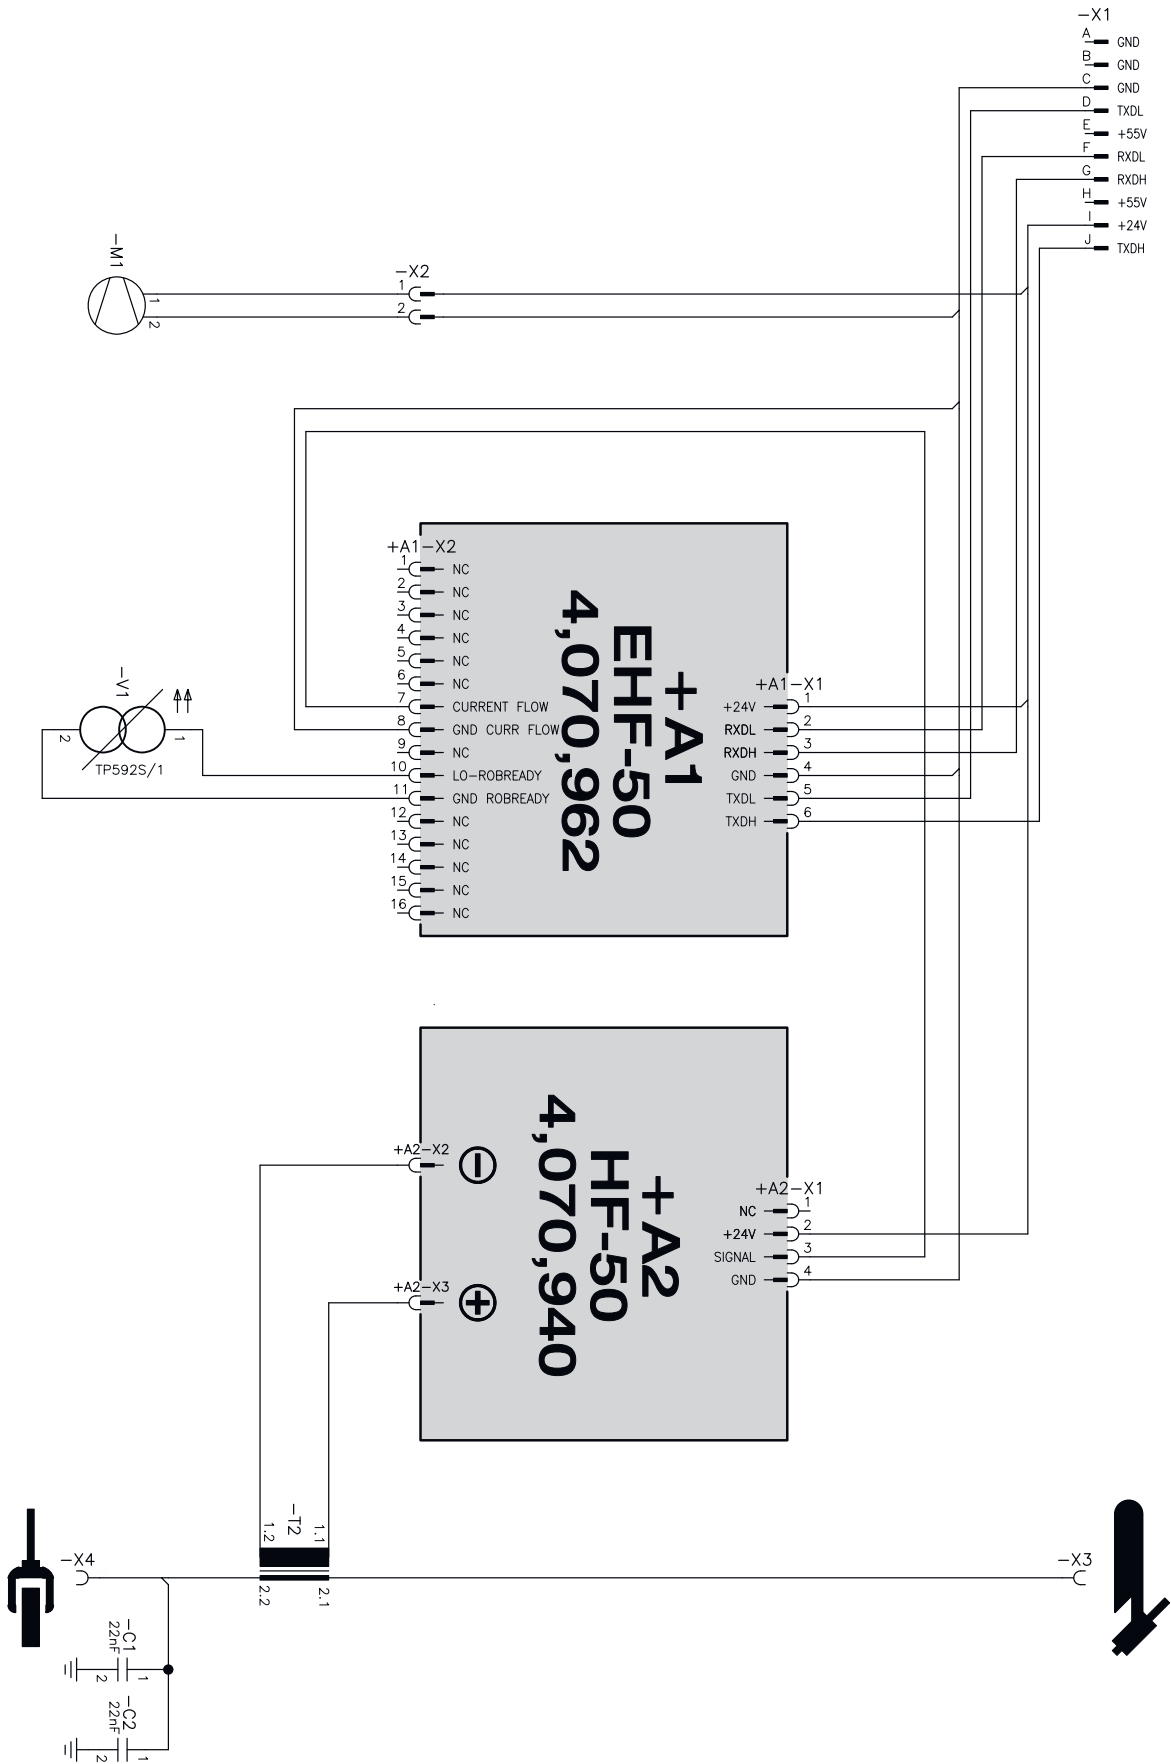 -X1
A GND
B GND
C GND
D TXDL
E +55V
F RXDL
G RXDH
H +55V
I +24V
J TXDH
-M1
1
2
-X2
1
2
+A1-X2
1 NC
2 NC
3 NC
4 NC
5 NC
6 NC
7 CURRENT FLOW
8 GND CURR FLOW
9 NC
10 LO-ROBREADY
11 GND ROBREADY
12 NC
13 NC
14 NC
15 NC
16 NC
+A1
EHF-50
4,070,962
+A1-X1
+24V 1
RXDL 2
RXDH 3
GND 4
TXDL 5
TXDH 6
-V1
2
1
TP592S/1
+A2-X2
+A2-X3
+A2
HF-50
4,070,940
+A2-X1
NC 1
+24V 2
SIGNAL 3
GND 4
-T2
1.2
1.1
2.2
2.1
-X4
-X3
-C1
22nF
2
1
-C2
22nF
2
1